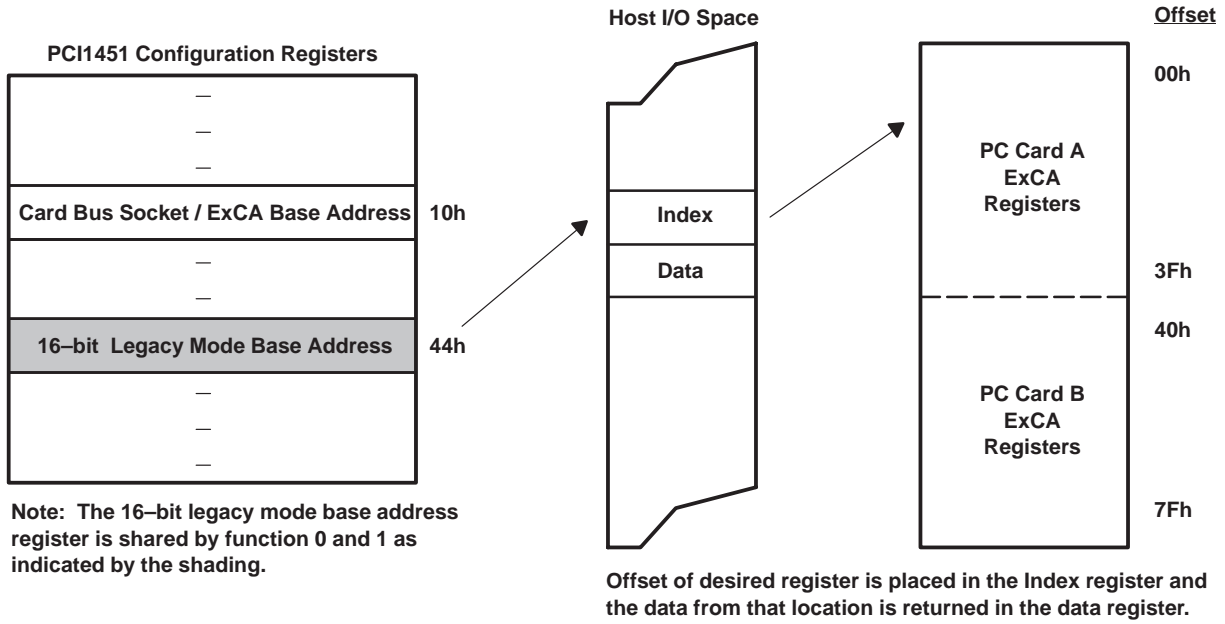 PCI1451 Configuration Registers
–
–
–
Card Bus Socket / ExCA Base Address
10h
–
–
16–bit Legacy Mode Base Address
44h
–
–
–
Note: The 16–bit legacy mode base address
register is shared by function 0 and 1 as
indicated by the shading.
Host I/O Space
Index
Data
Offset
00h
PC Card A
ExCA
Registers
3Fh
40h
PC Card B
ExCA
Registers
7Fh
Offset of desired register is placed in the Index register and
the data from that location is returned in the data register.